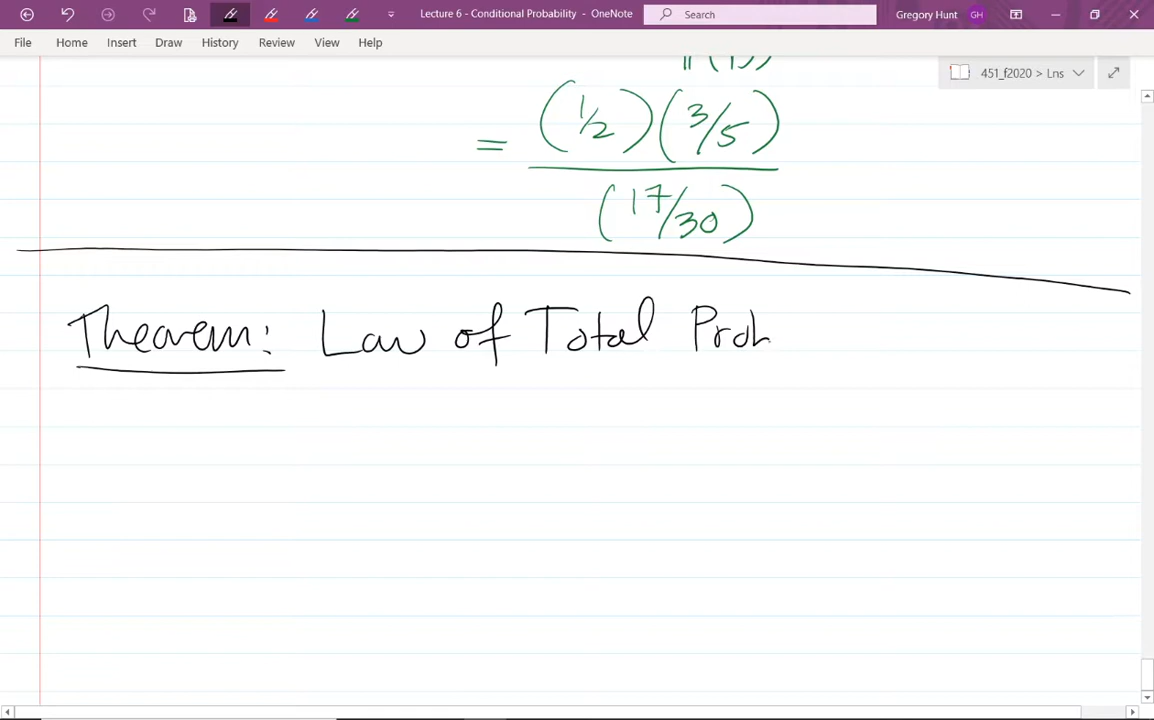 Lecture 6 - Conditional Probability - OneNote
Search
Gregory Hunt GH
File Home Insert Draw History Review View Help
451_f2020 > Lns
= (1/2)(3/5)
(17/30)
Theorem: Law of Total Prob